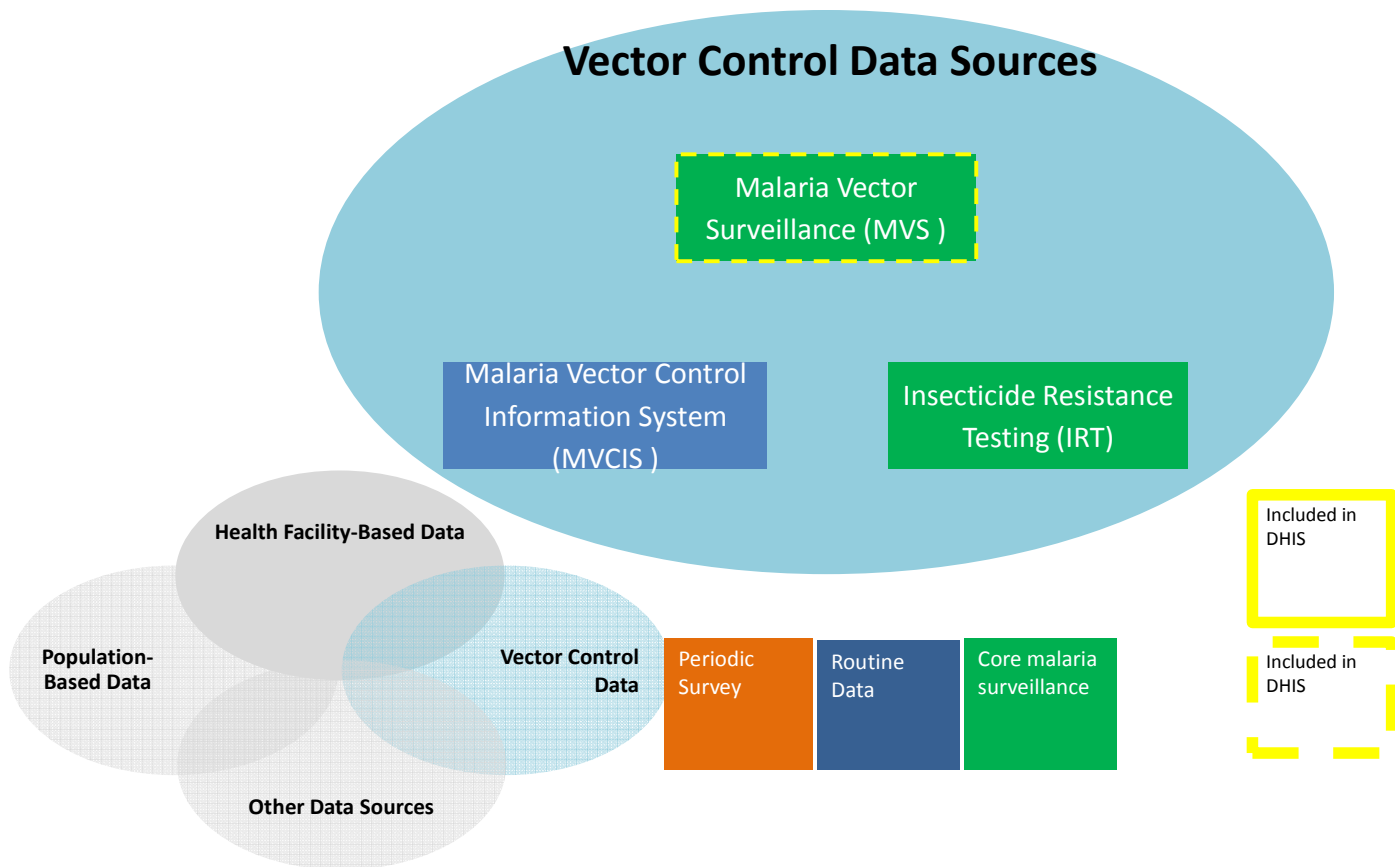 Vector Control Data Sources
Malaria Vector
Surveillance (MVS )
Malaria Vector Control
Information System
(MVCIS )
Insecticide Resistance
Testing (IRT)
Health Facility-Based Data
Population-
Based Data
Vector Control
Data
Other Data Sources
Periodic
Survey
Routine
Data
Core malaria
surveillance
Included in
DHIS
Included in
DHIS